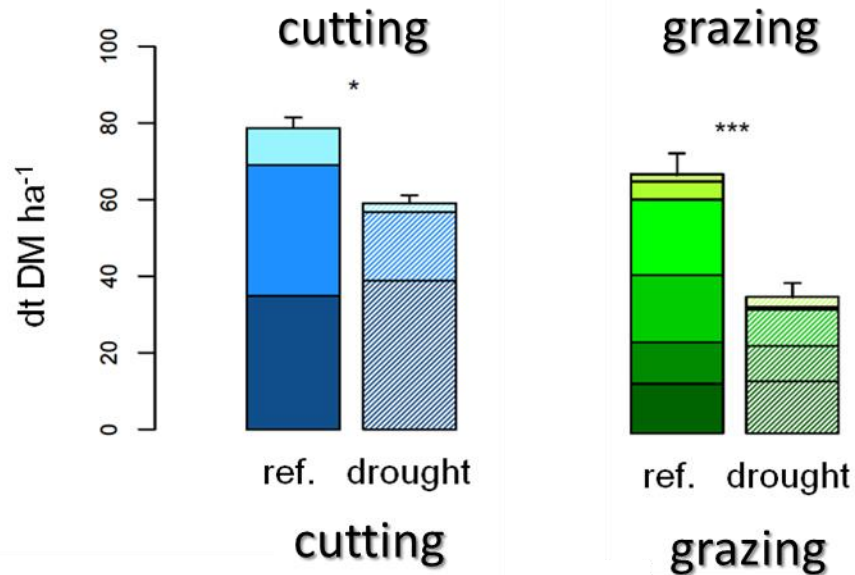 cutting
grazing
dt DM ha-1
100
80
60
40
20
0
*
***
ref. drought
ref. drought
cutting
grazing